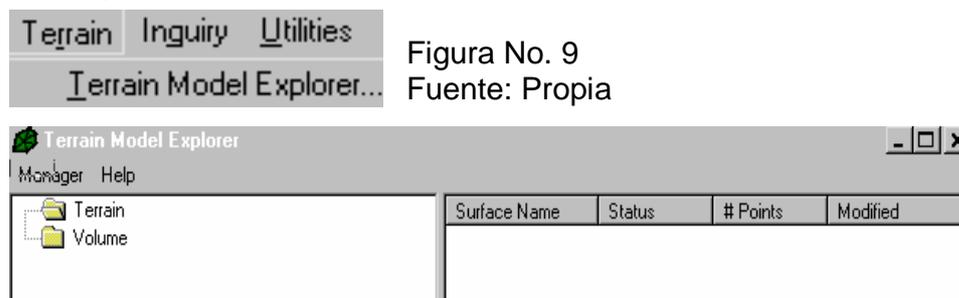 Terrain Inguiry Utilities
Terrain Model Explorer...
Figura No. 9
Fuente: Propia
Terrain Model Explorer
Manager Help
Terrain
Volume
Surface Name Status # Points Modified